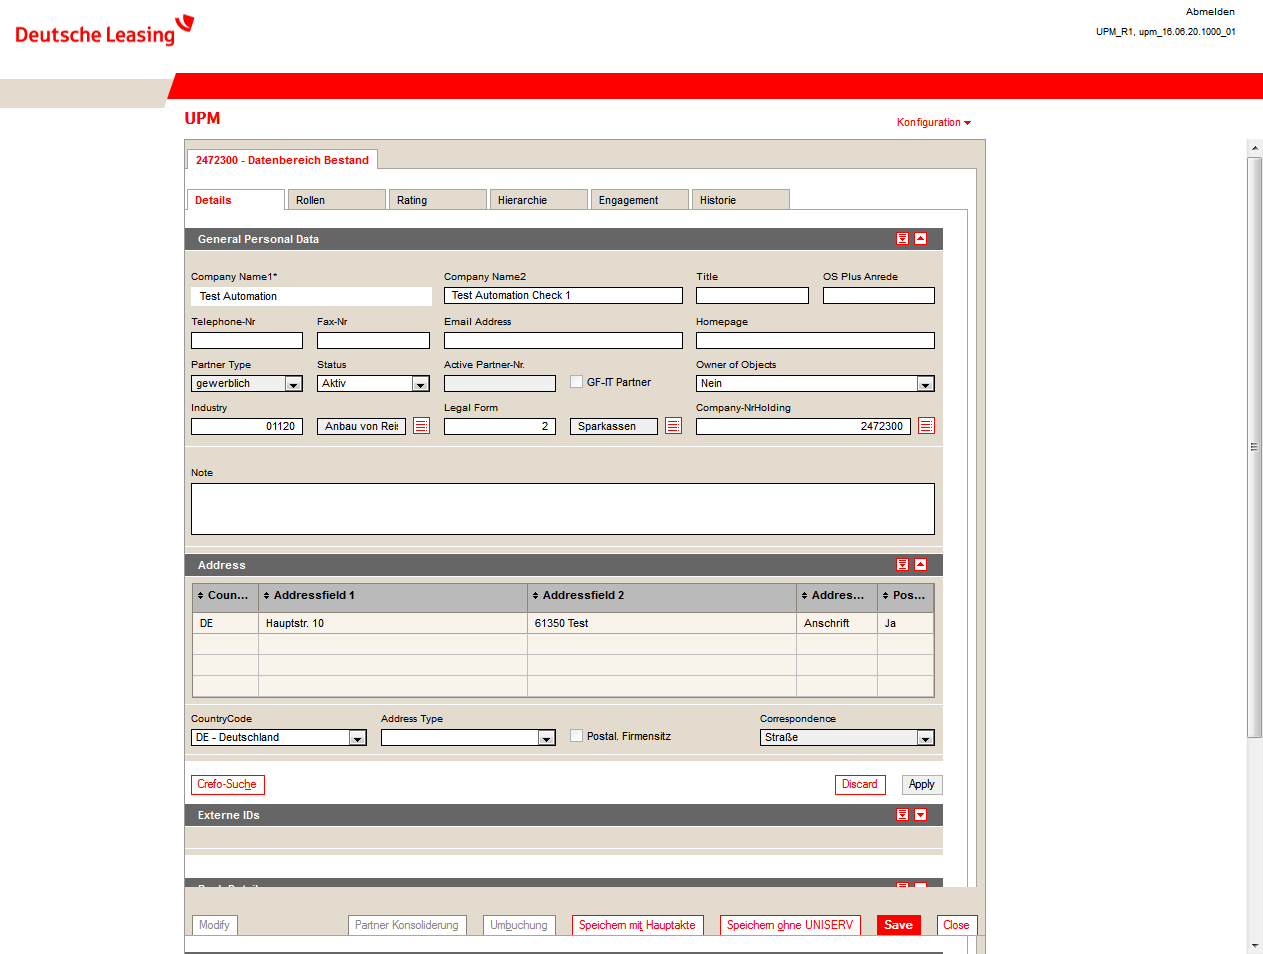 Abmelden
Deutsche Leasing
UPM_R1, upm_16.06.20.1000_01
UPM
Konfiguration
2472300 - Datenbereich Bestand
Details Rollen Rating Hierarchie Engagement Historie
General Personal Data
Company Name1* Company Name2 Title OS Plus Anrede
Test Automation Test Automation Check 1
Telephone-Nr Fax-Nr Email Address Homepage
Partner Type Status Active Partner-Nr. Owner of Objects
gewerblich Aktiv GF-IT Partner Nein
Industry Legal Form Company-NrHolding
01120 Anbau von Reis 2 Sparkassen 2472300
Note
Address
Coun... Addressfield 1 Addressfield 2 Addres... Pos...
DE Hauptstr. 10 61350 Test Anschrift Ja
CountryCode Address Type Correspondence
DE - Deutschland Postal. Firmensitz Straße
Crefo-Suche Discard Apply
Externe IDs
Modify Partner Konsolidierung Umbuchung Speichern mit Hauptakte Speichern ohne UNISERV Save Close